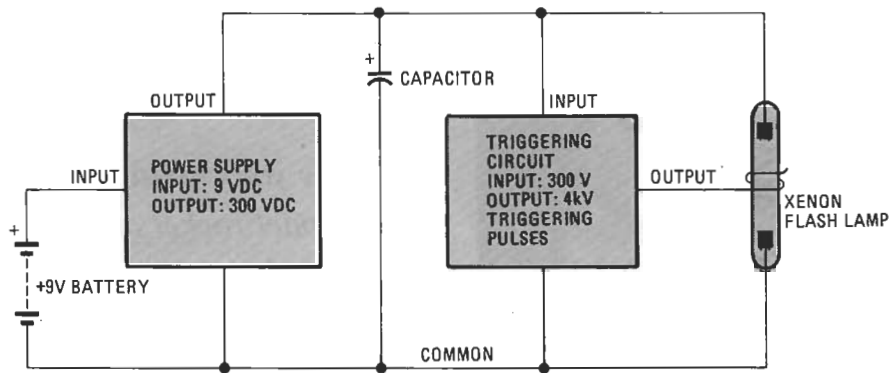 +
CAPACITOR
OUTPUT
INPUT
POWER SUPPLY
INPUT: 9 VDC
OUTPUT: 300 VDC
INPUT
TRIGGERING
CIRCUIT
INPUT: 300 V
OUTPUT: 4kV
TRIGGERING
PULSES
OUTPUT
XENON
FLASH LAMP
+
+9V BATTERY
COMMON